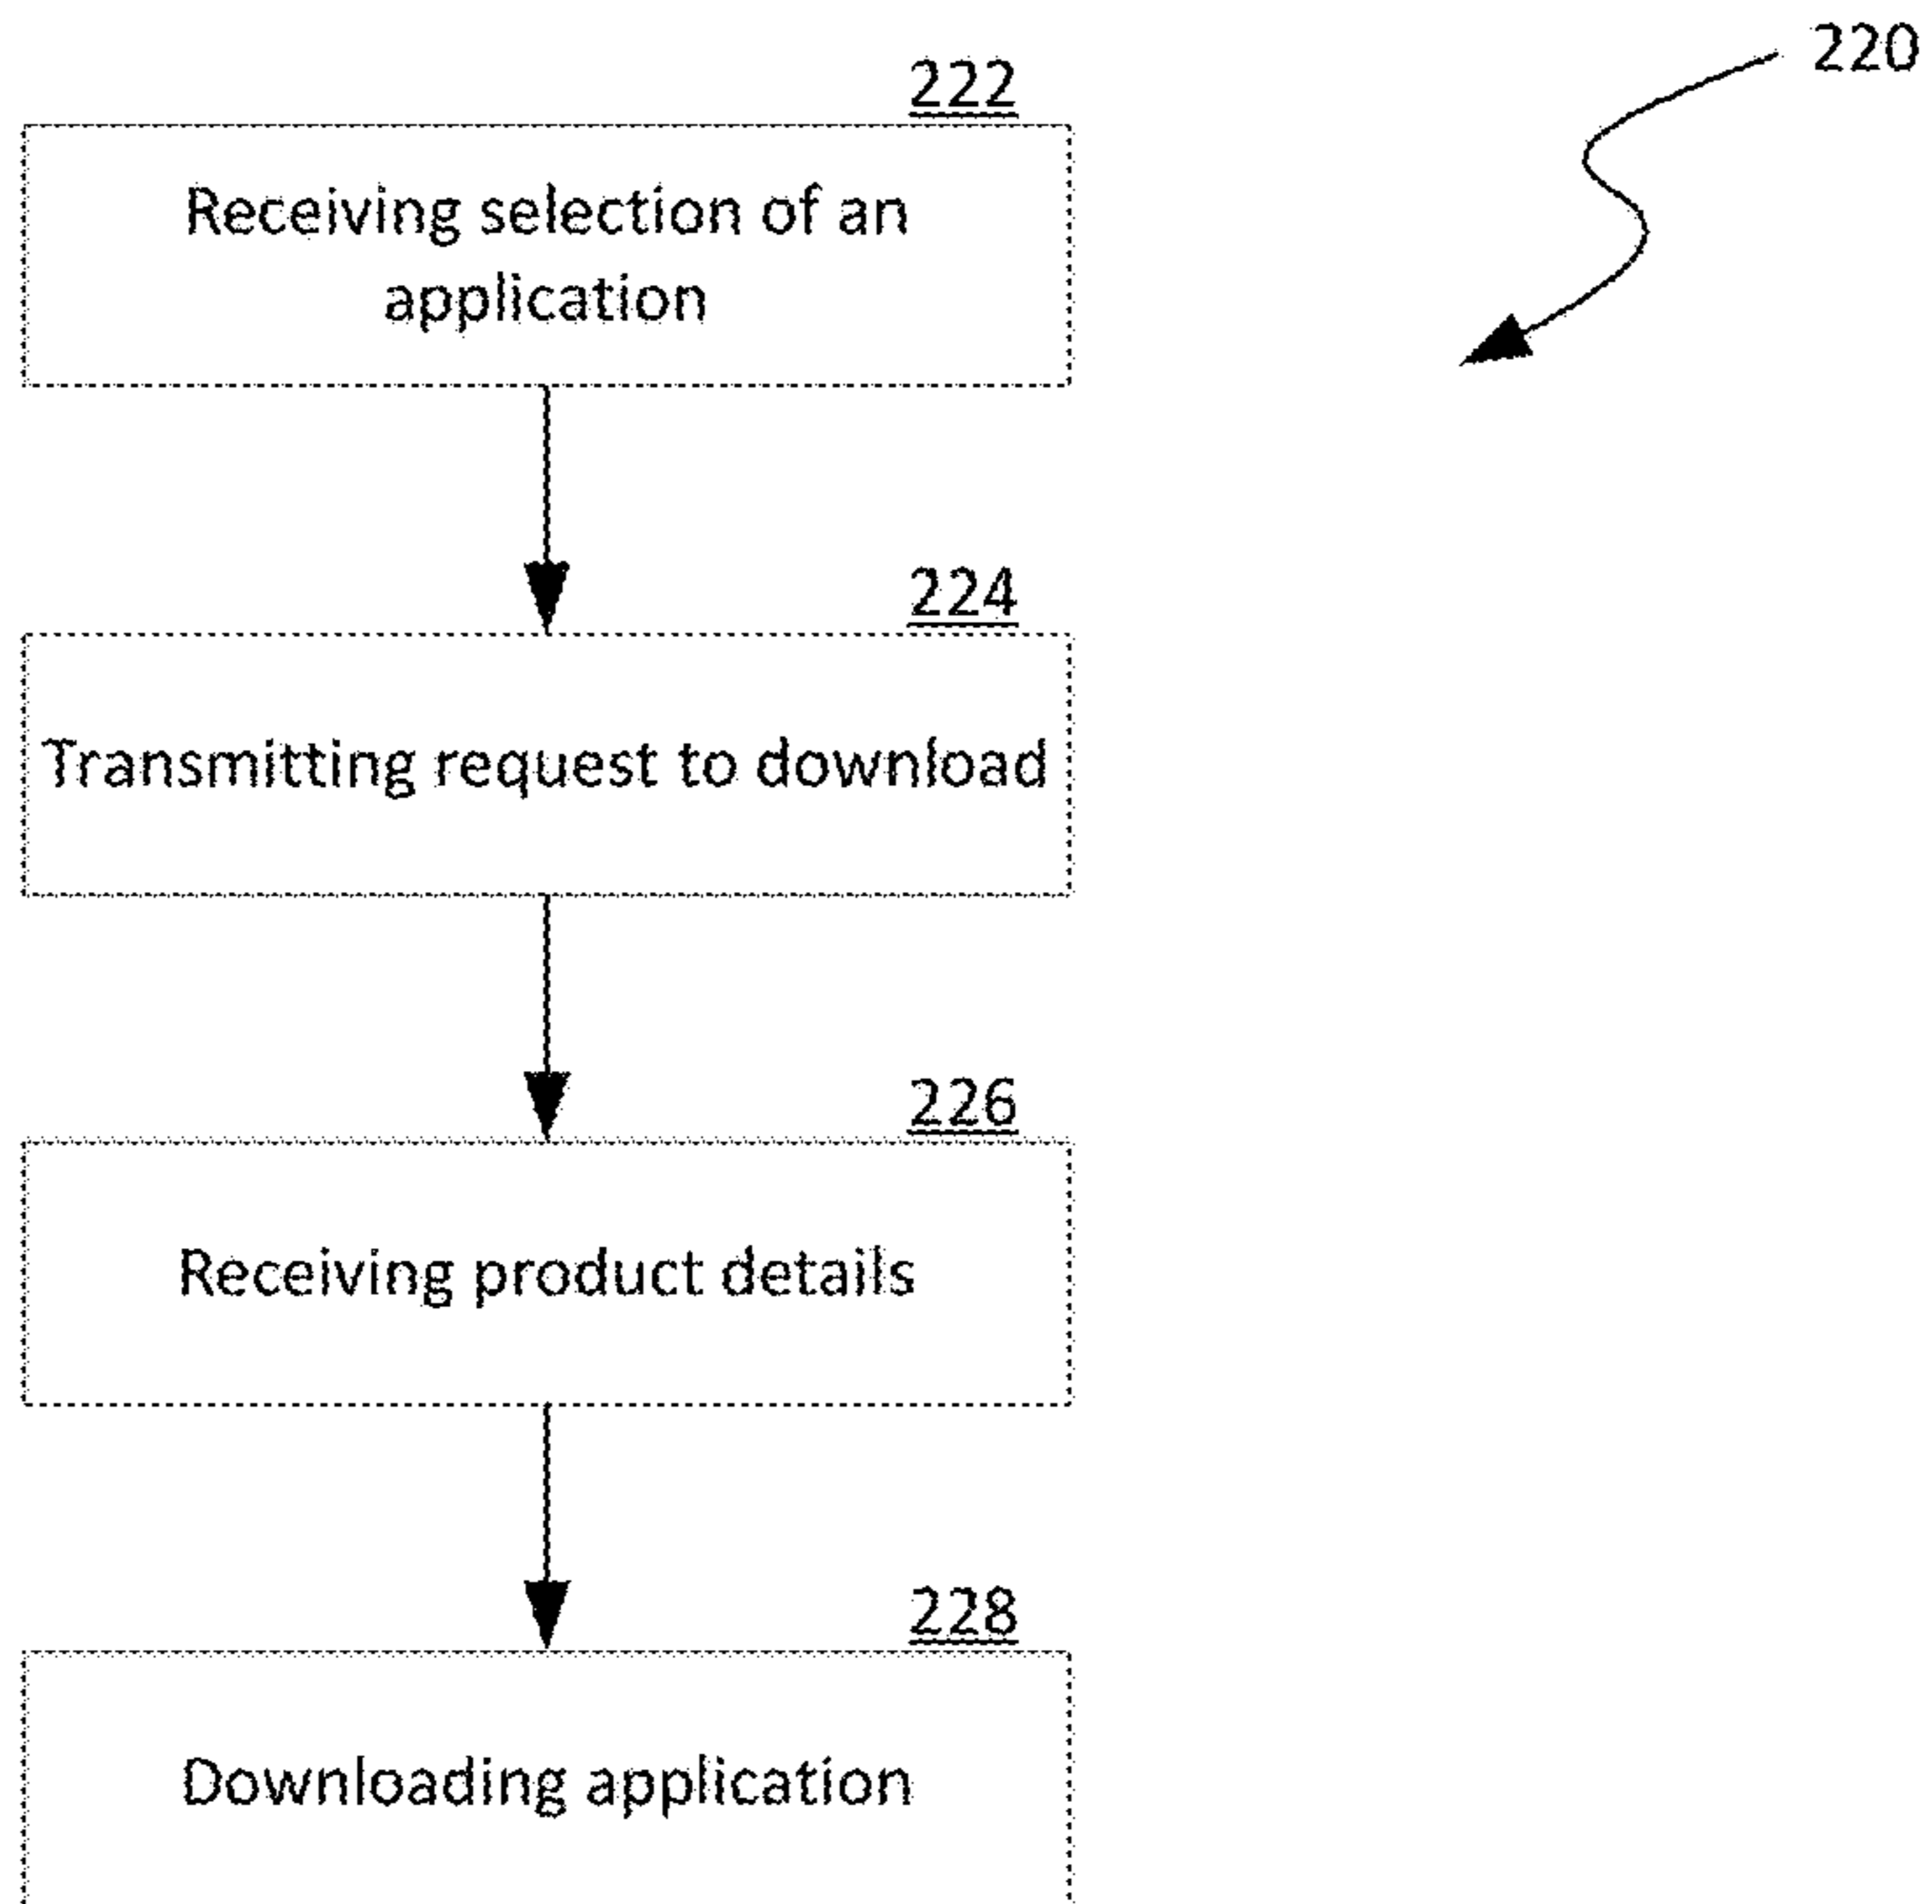 220
222
Receiving selection of an
application
224
Transmitting request to download
226
Receiving product details
228
Downloading application